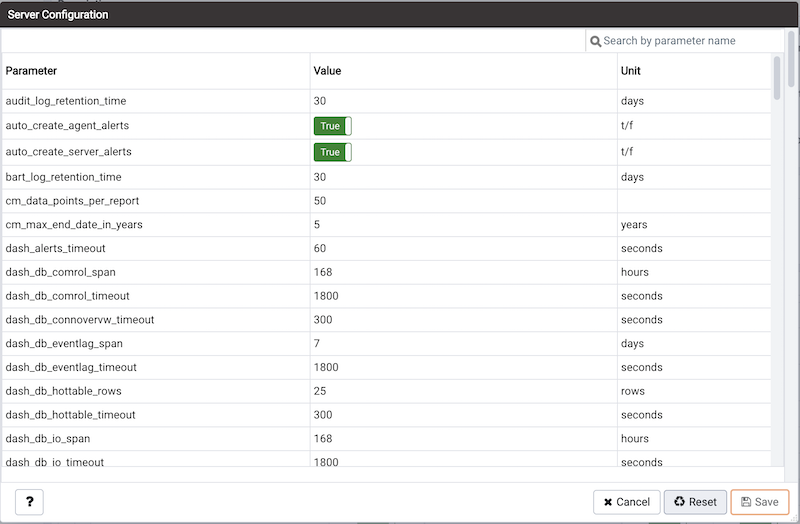 Server Configuration
Search by parameter name
Parameter Value Unit
audit_log_retention_time 30 days
auto_create_agent_alerts True t/f
auto_create_server_alerts True t/f
bart_log_retention_time 30 days
cm_data_points_per_report 50
cm_max_end_date_in_years 5 years
dash_alerts_timeout 60 seconds
dash_db_comrol_span 168 hours
dash_db_comrol_timeout 1800 seconds
dash_db_connovervw_timeout 300 seconds
dash_db_eventlag_span 7 days
dash_db_eventlag_timeout 1800 seconds
dash_db_hottable_rows 25 rows
dash_db_hottable_timeout 300 seconds
dash_db_io_span 168 hours
dash_db_io_timeout 1800 seconds
? Cancel Reset Save